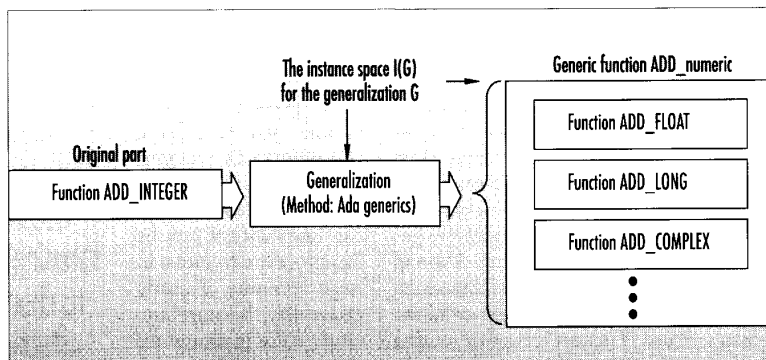 The instance space I(G)
for the generalization G
Generic function ADD_numeric
Original part
Function ADD_INTEGER
Generalization
(Method: Ada generics)
Function ADD_FLOAT
Function ADD_LONG
Function ADD_COMPLEX